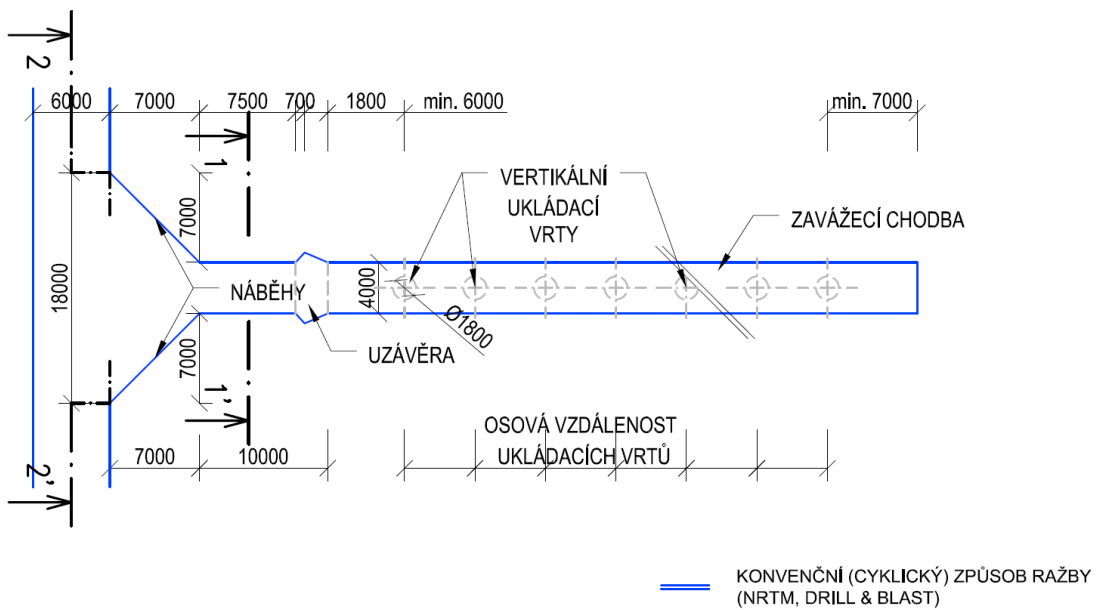 2
6000
7000
7500
700
1800
min. 6000
min. 7000
1
7000
18000
VERTIKÁLNÍ
UKLÁDACÍ
VRTY
ZAVÁŽECÍ CHODBA
NÁBĚHY
4000
Ø1800
UZÁVĚRA
7000
1'
OSOVÁ VZDÁLENOST
UKLÁDACÍCH VRTŮ
7000
10000
2'
KONVENČNÍ (CYKLICKÝ) ZPŮSOB RAŽBY
(NRTM, DRILL & BLAST)